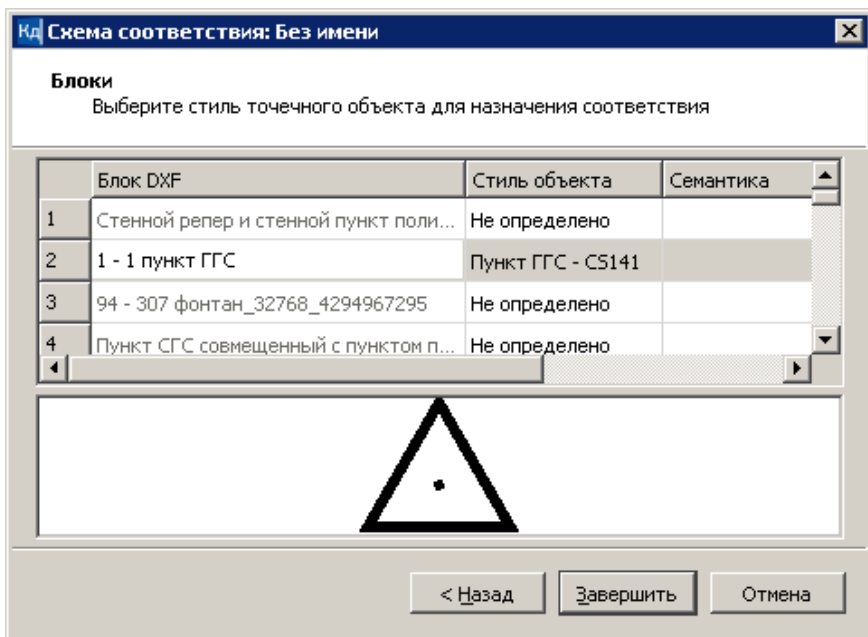 Кд Схема соответствия: Без имени
Блоки
Выберите стиль точечного объекта для назначения соответствия
Блок DXF Стиль объекта Семантика
1 Стенной репер и стенной пункт поли... Не определено
2 1 - 1 пункт ГГС Пункт ГГС - CS141
3 94 - 307 фонтан_32768_4294967295 Не определено
4 Пункт СГС совмещенный с пунктом п... Не определено
< Назад Завершить Отмена